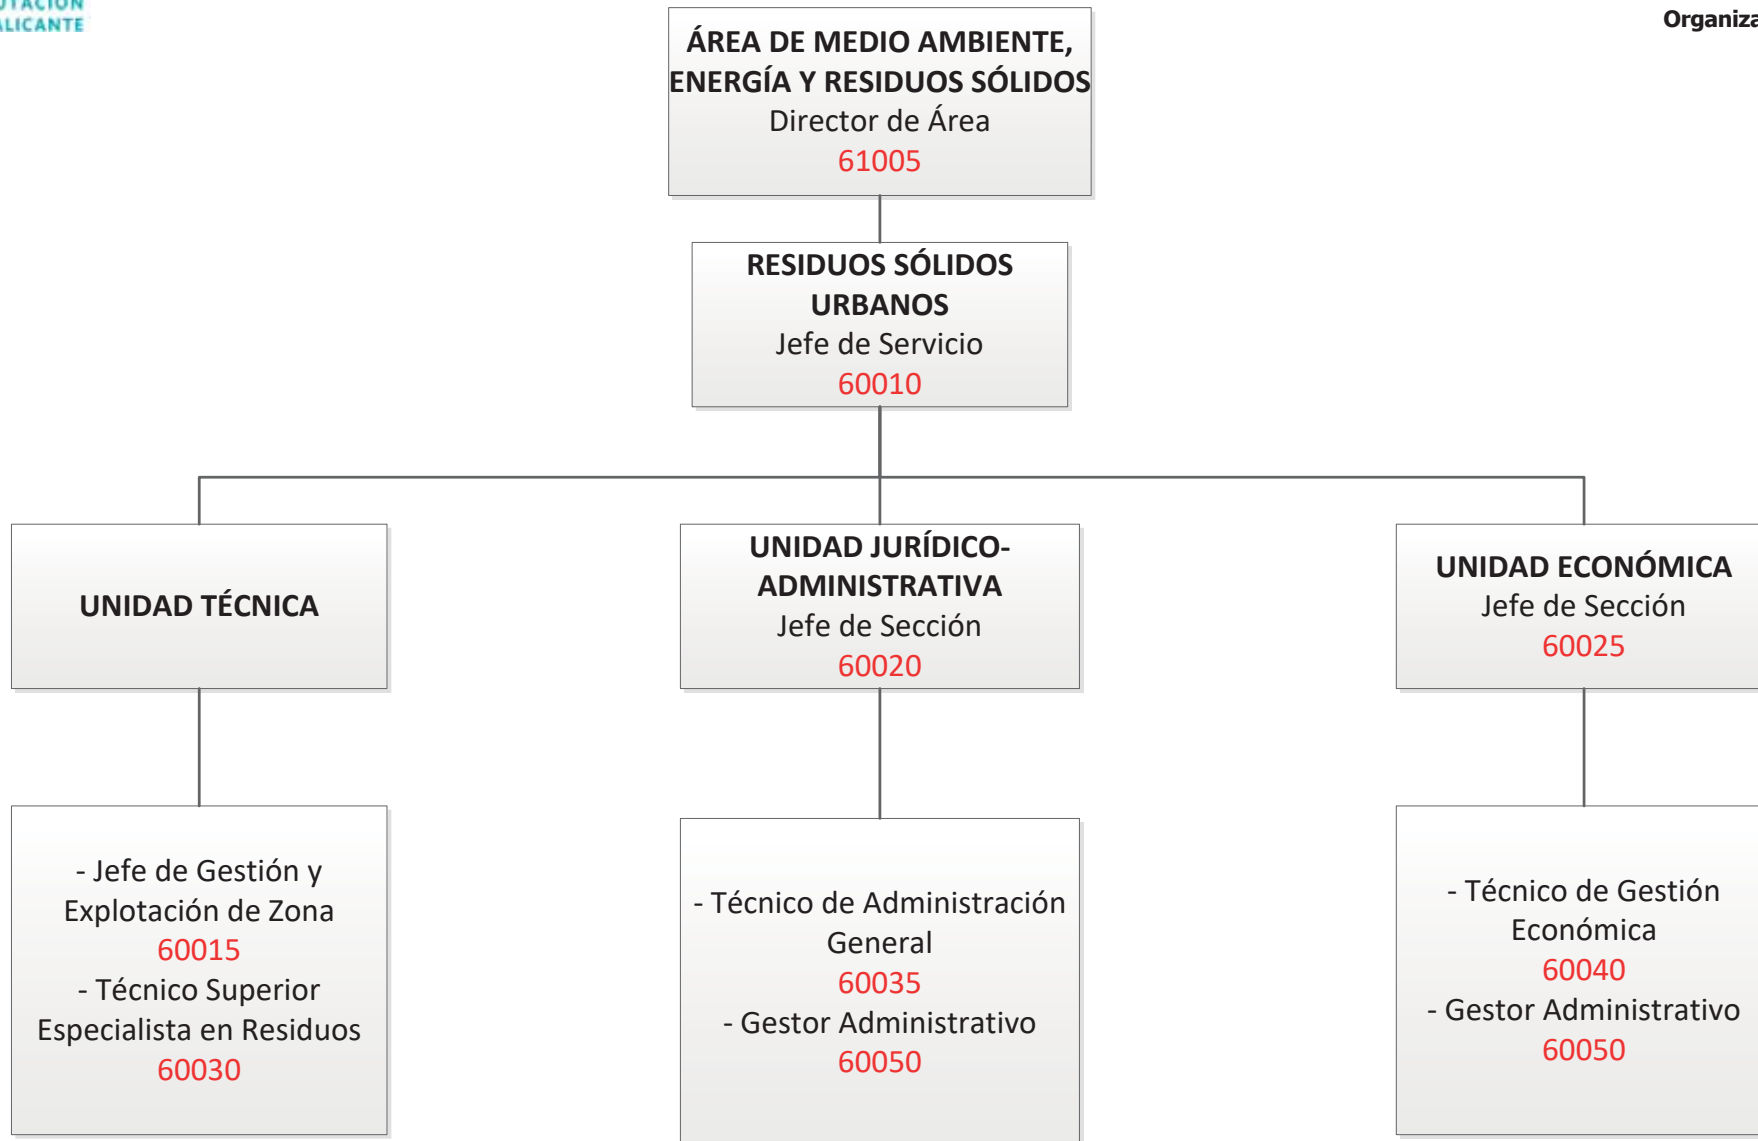 ALICANTE
ÁREA DE MEDIO AMBIENTE,
ENERGÍA Y RESIDUOS SÓLIDOS
Director de Área
61005
RESIDUOS SÓLIDOS
URBANOS
Jefe de Servicio
60010
UNIDAD TÉCNICA
UNIDAD JURÍDICO-
ADMINISTRATIVA
Jefe de Sección
60020
UNIDAD ECONÓMICA
Jefe de Sección
60025
- Jefe de Gestión y
Explotación de Zona
60015
- Técnico Superior
Especialista en Residuos
60030
- Técnico de Administración
General
60035
- Gestor Administrativo
60050
- Técnico de Gestión
Económica
60040
- Gestor Administrativo
60050